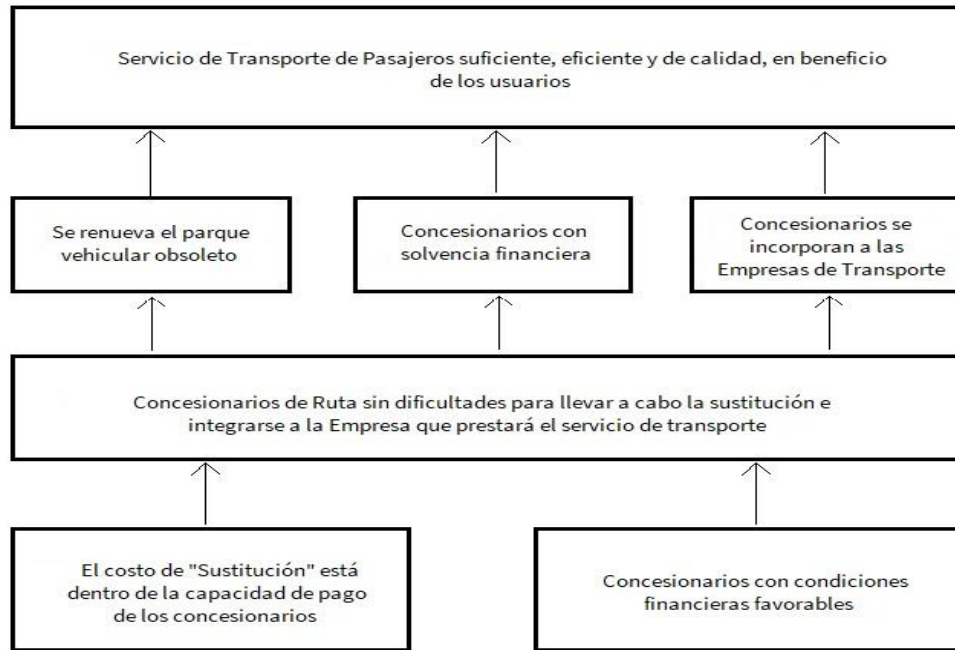 Servicio de Transporte de Pasajeros suficiente, eficiente y de calidad, en beneficio
de los usuarios
Se renueva el parque
vehicular obsoleto
Concesionarios con
solvencia financiera
Concesionarios se
incorporan a las
Empresas de Transporte
Concesionarios de Ruta sin dificultades para llevar a cabo la sustitución e
integrarse a la Empresa que prestará el servicio de transporte
El costo de "Sustitución" está
dentro de la capacidad de pago
de los concesionarios
Concesionarios con condiciones
financieras favorables